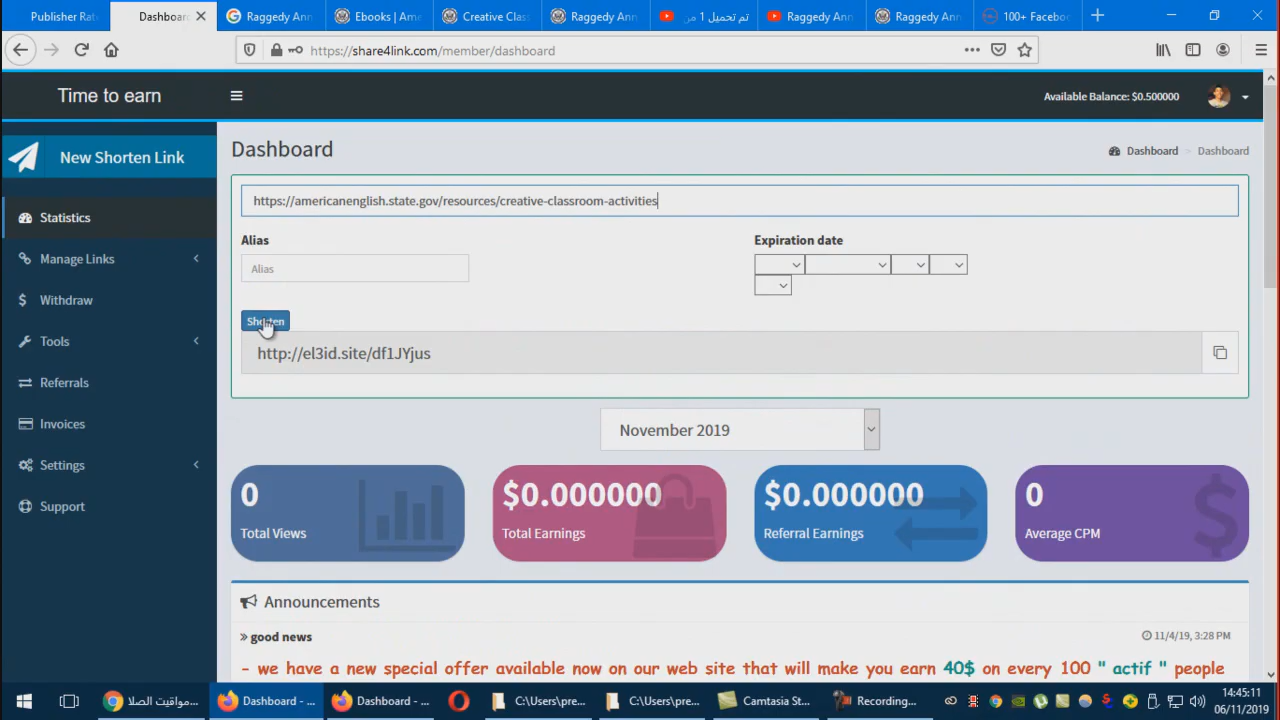 Publisher Rat
Dashboar
Raggedy Ann
Ebooks | Ame
Creative Clas
Raggedy Ann
تم تحميل 1 من
Raggedy Ann
Raggedy Ann
100+ Facebo
https://share4link.com/member/dashboard
Time to earn
Available Balance: $0.500000
New Shorten Link
Dashboard
Dashboard
Dashboard
https://americanenglish.state.gov/resources/creative-classroom-activities
Statistics
Alias
Expiration date
Manage Links
Alias
Withdraw
Shorten
Tools
http://el3id.site/df1JYjus
Referrals
Invoices
November 2019
Settings
Support
0
Total Views
$0.000000
Total Earnings
$0.000000
Referral Earnings
0
Average CPM
Announcements
» good news
11/4/19, 3:28 PM
- we have a new special offer available now on our web site that will make you earn 40$ on every 100 " actif " people
مواقيت الصلا...
Dashboard - ...
Dashboard - ...
C:\Users\pre...
C:\Users\pre...
Camtasia Stu...
Recording...
14:45:11
06/11/2019